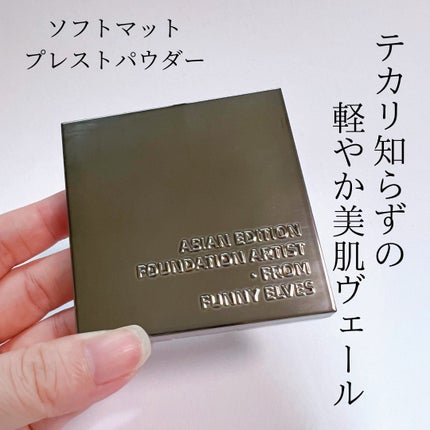 ソフトマット
プレストパウダー
テカリ知らずの
軽やか美肌ヴェール
ASIAN EDITION
FOUNDATION ARTIST
- FROM
FUNNY ELVES